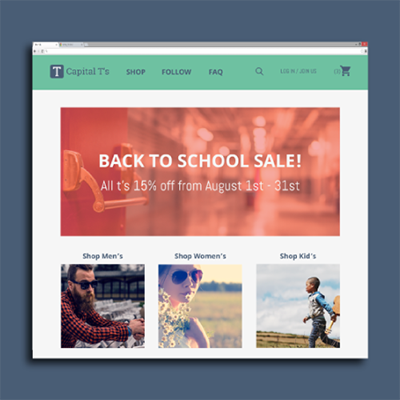 T Capital T's
SHOP
FOLLOW
FAQ
LOG IN / JOIN US
BACK TO SCHOOL SALE!
All t's 15% off from August 1st - 31st
Shop Men's
Shop Women's
Shop Kid's